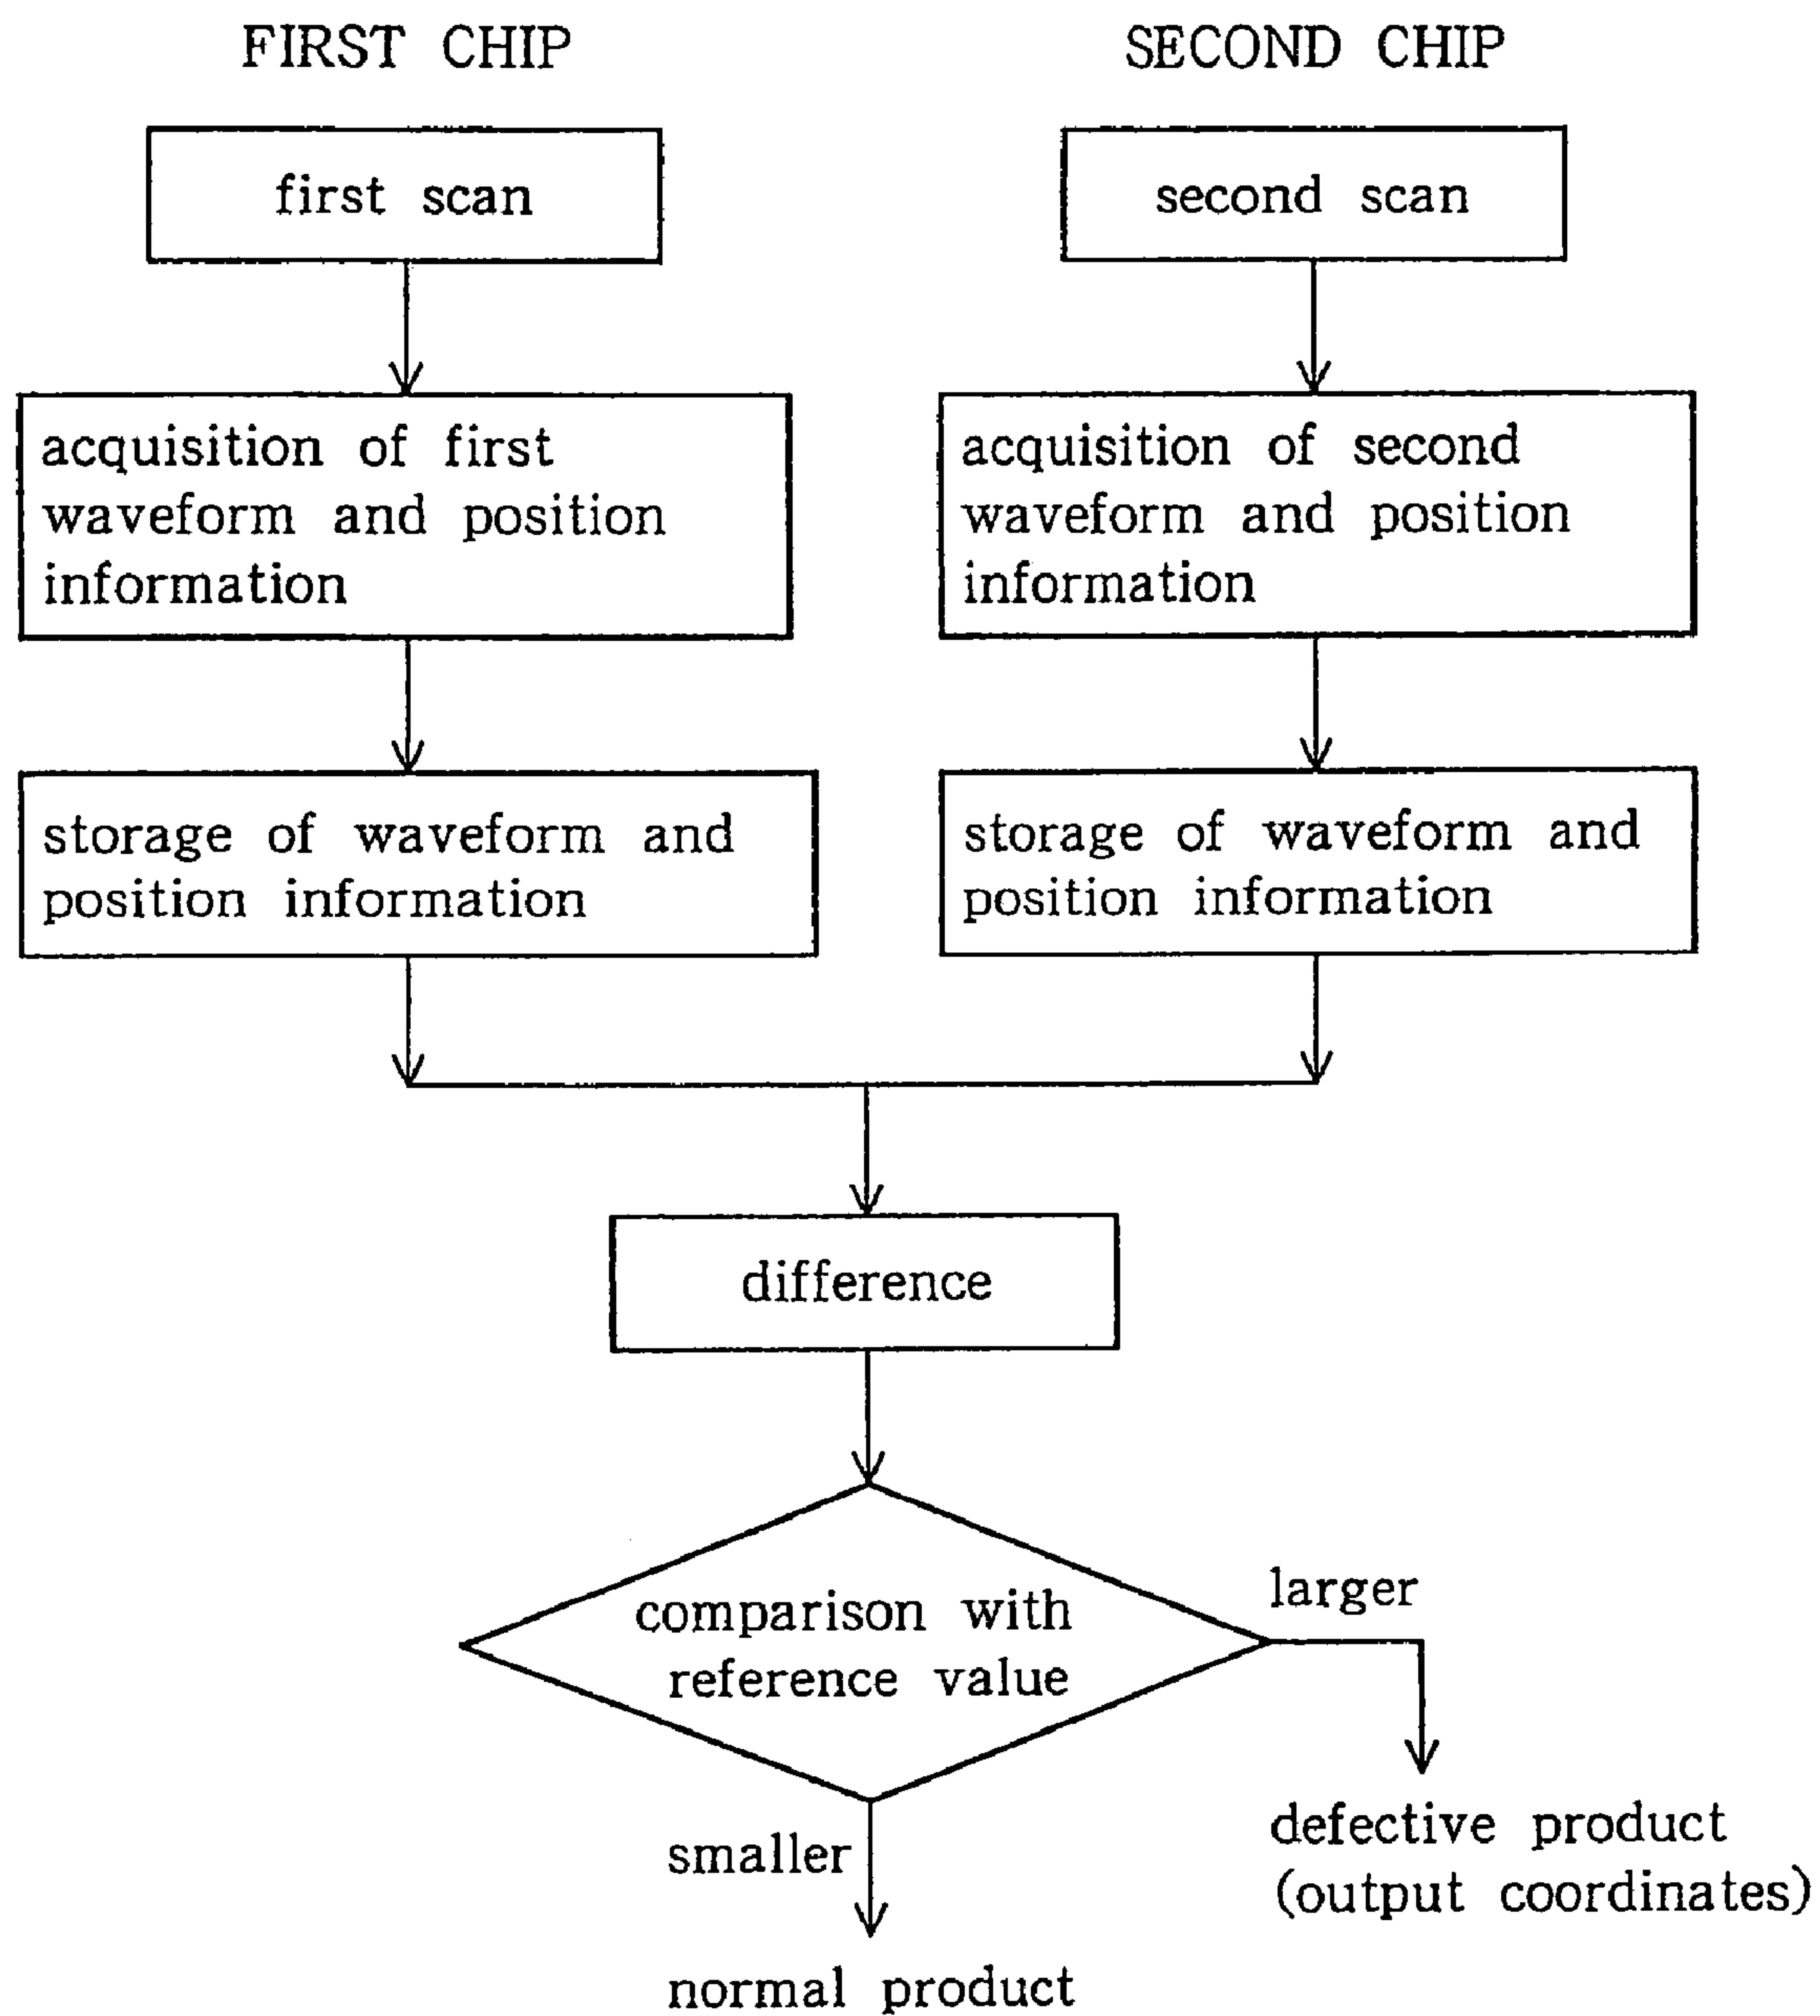 FIRST CHIP
SECOND CHIP
first scan
second scan
acquisition of first
waveform and position
information
acquisition of second
waveform and position
information
storage of waveform and
position information
storage of waveform and
position information
difference
comparison with
reference value
larger
smaller
defective product
(output coordinates)
normal product